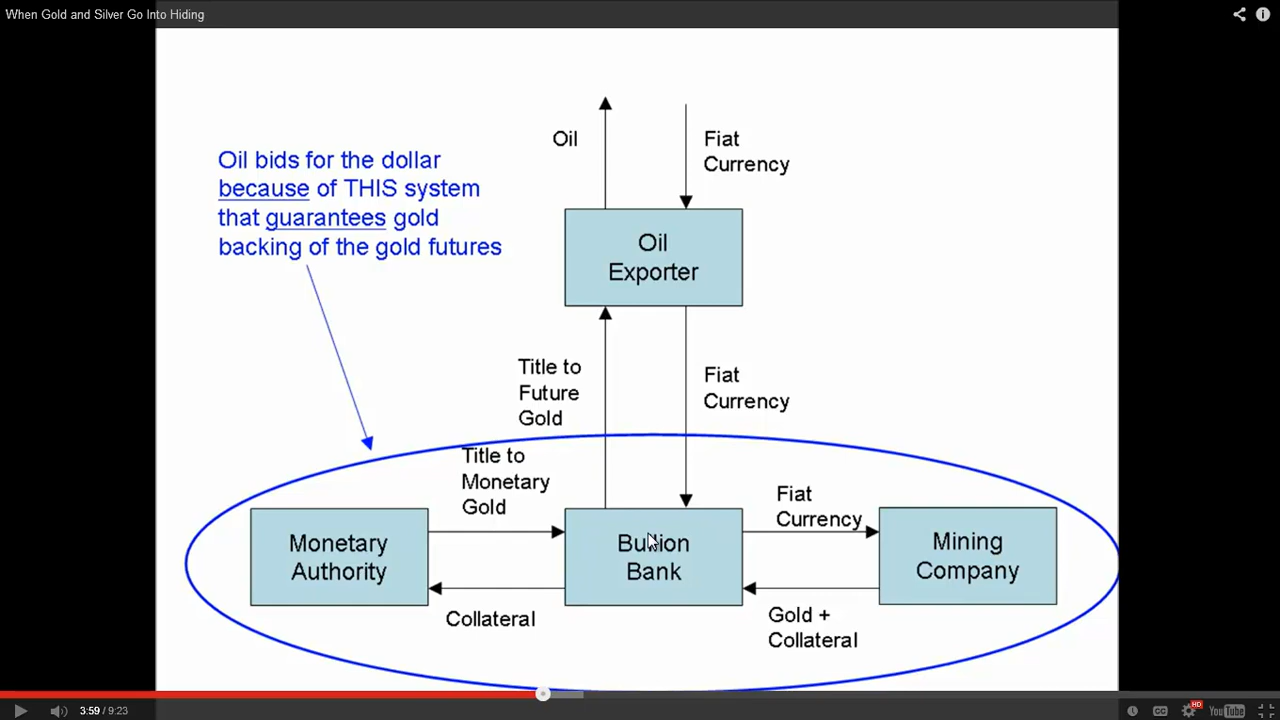 When Gold and Silver Go Into Hiding
Oil
Fiat
Currency
Oil bids for the dollar
because of THIS system
that guarantees gold
backing of the gold futures
Oil
Exporter
Title to
Future
Gold
Fiat
Currency
Title to
Monetary
Gold
Fiat
Currency
Monetary
Authority
Bullion
Bank
Mining
Company
Collateral
Gold +
Collateral
3:59 / 9:23
CC
HD
YouTube